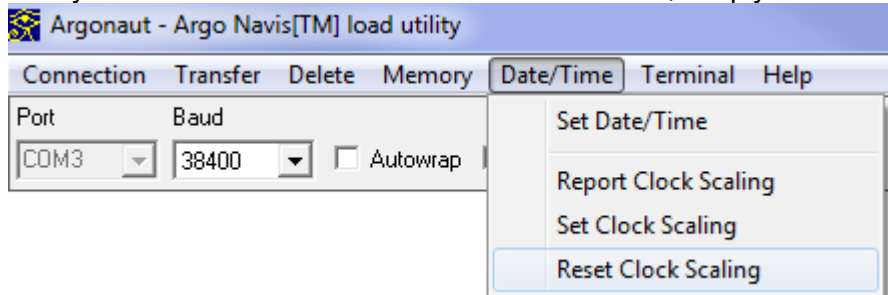 Argonaut - Argo Navis[TM] load utility
Connection Transfer Delete Memory Date/Time Terminal Help
Port Baud
COM3 38400 Autowrap
Set Date/Time
Report Clock Scaling
Set Clock Scaling
Reset Clock Scaling